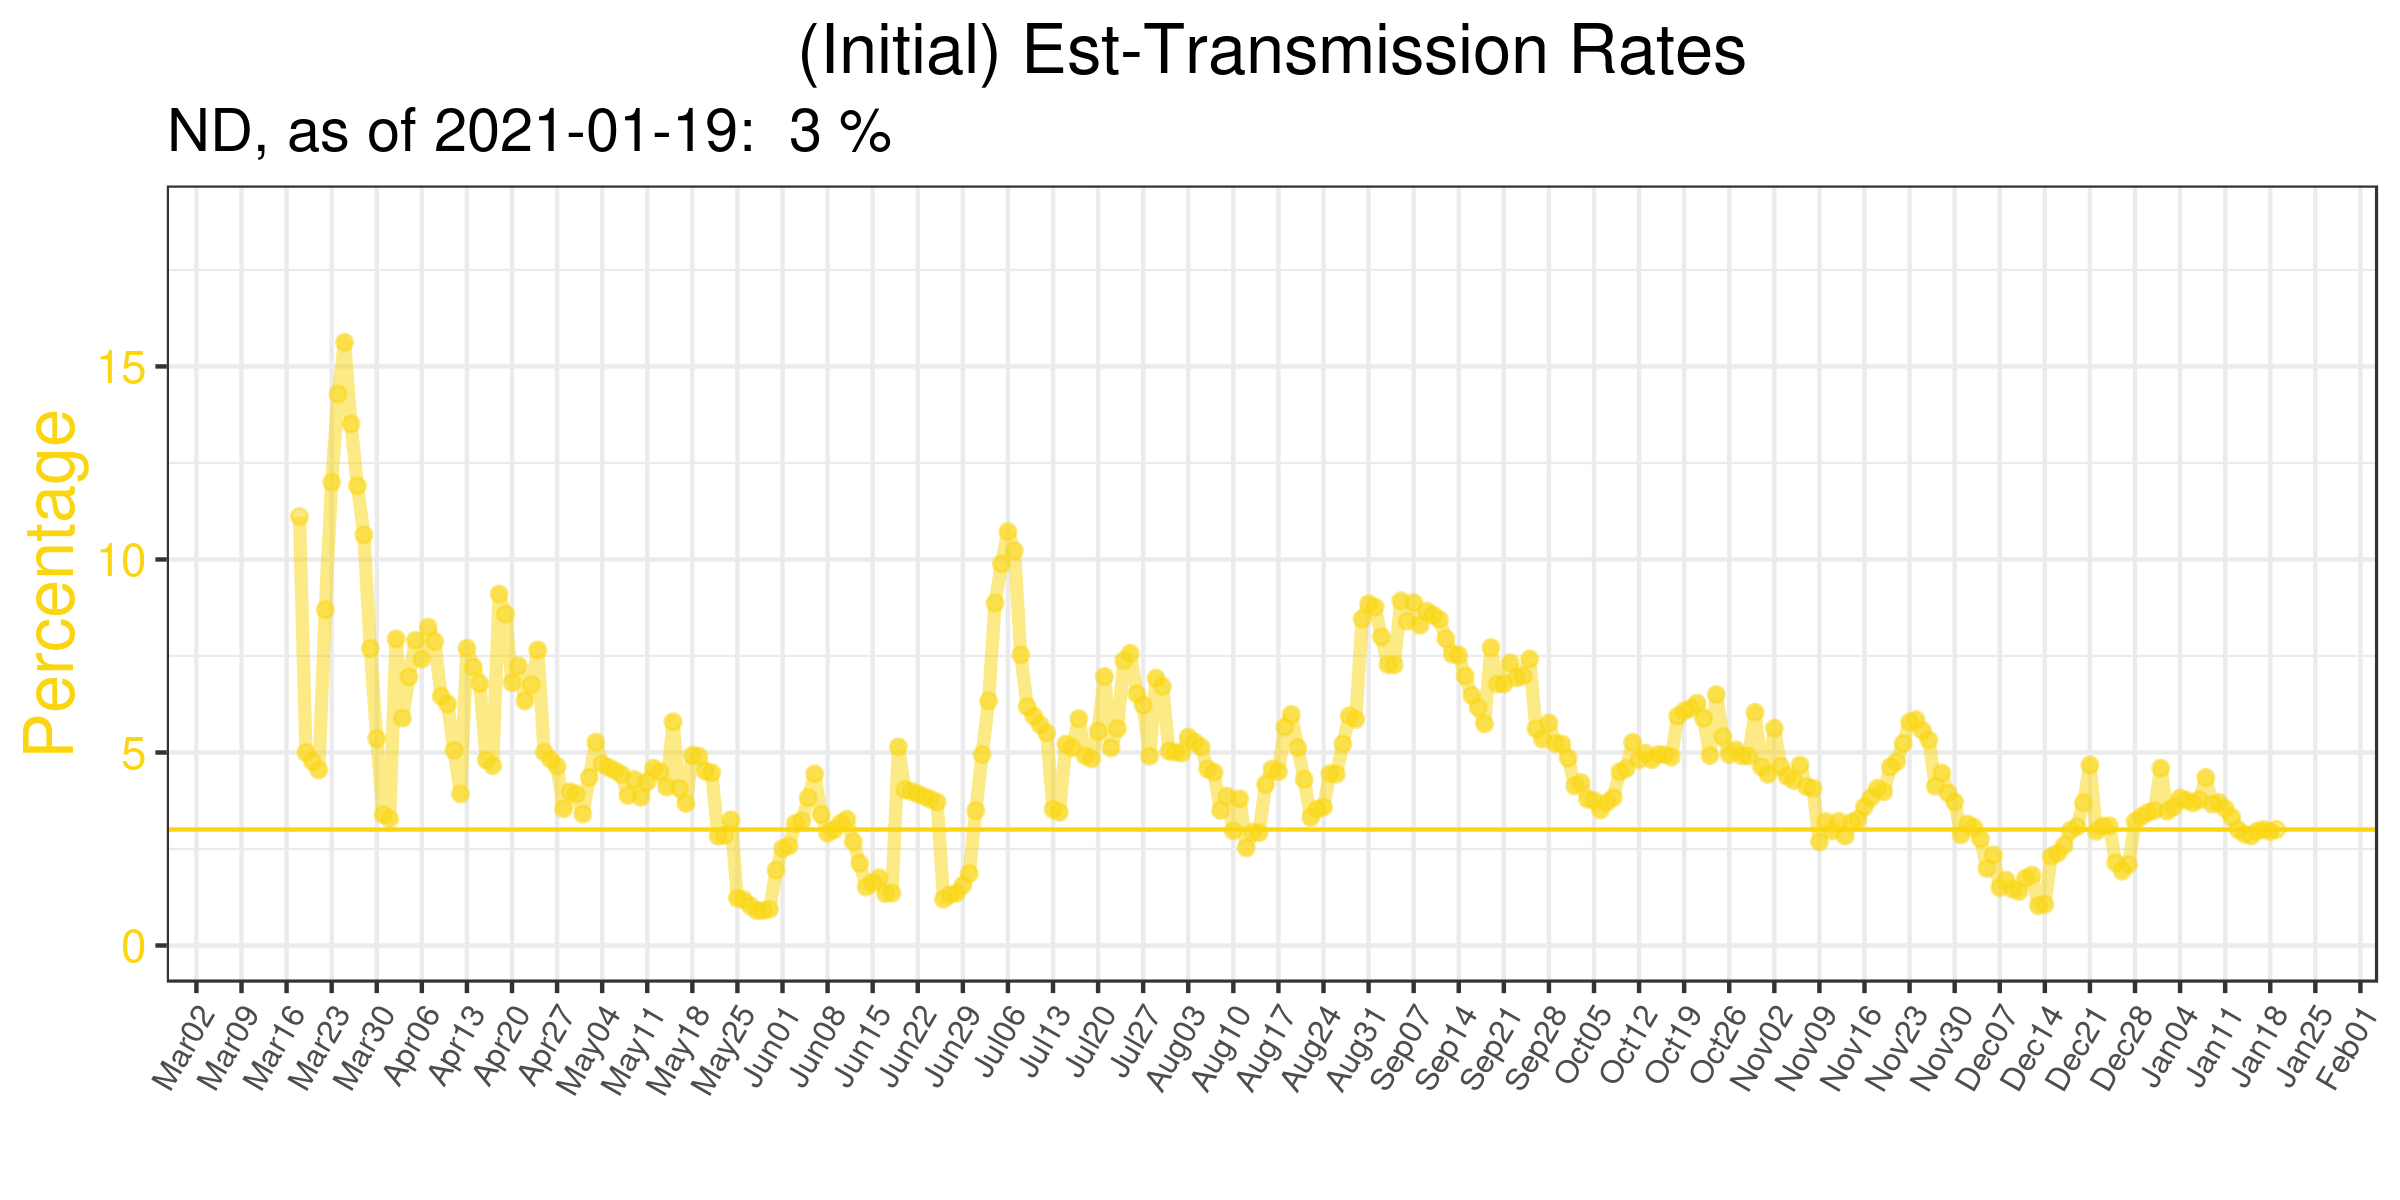 (Initial) Est-Transmission Rates
ND, as of 2021-01-19:  3 %
Percentage
15
10
5
0
Mar02 Mar09 Mar16 Mar23 Mar30 Apr06 Apr13 Apr20 Apr27 May04 May11 May18 May25 Jun01 Jun08 Jun15 Jun22 Jun29 Jul06 Jul13 Jul20 Jul27 Aug03 Aug10 Aug17 Aug24 Aug31 Sep07 Sep14 Sep21 Sep28 Oct05 Oct12 Oct19 Oct26 Nov02 Nov09 Nov16 Nov23 Nov30 Dec07 Dec14 Dec21 Dec28 Jan04 Jan11 Jan18 Jan25 Feb01